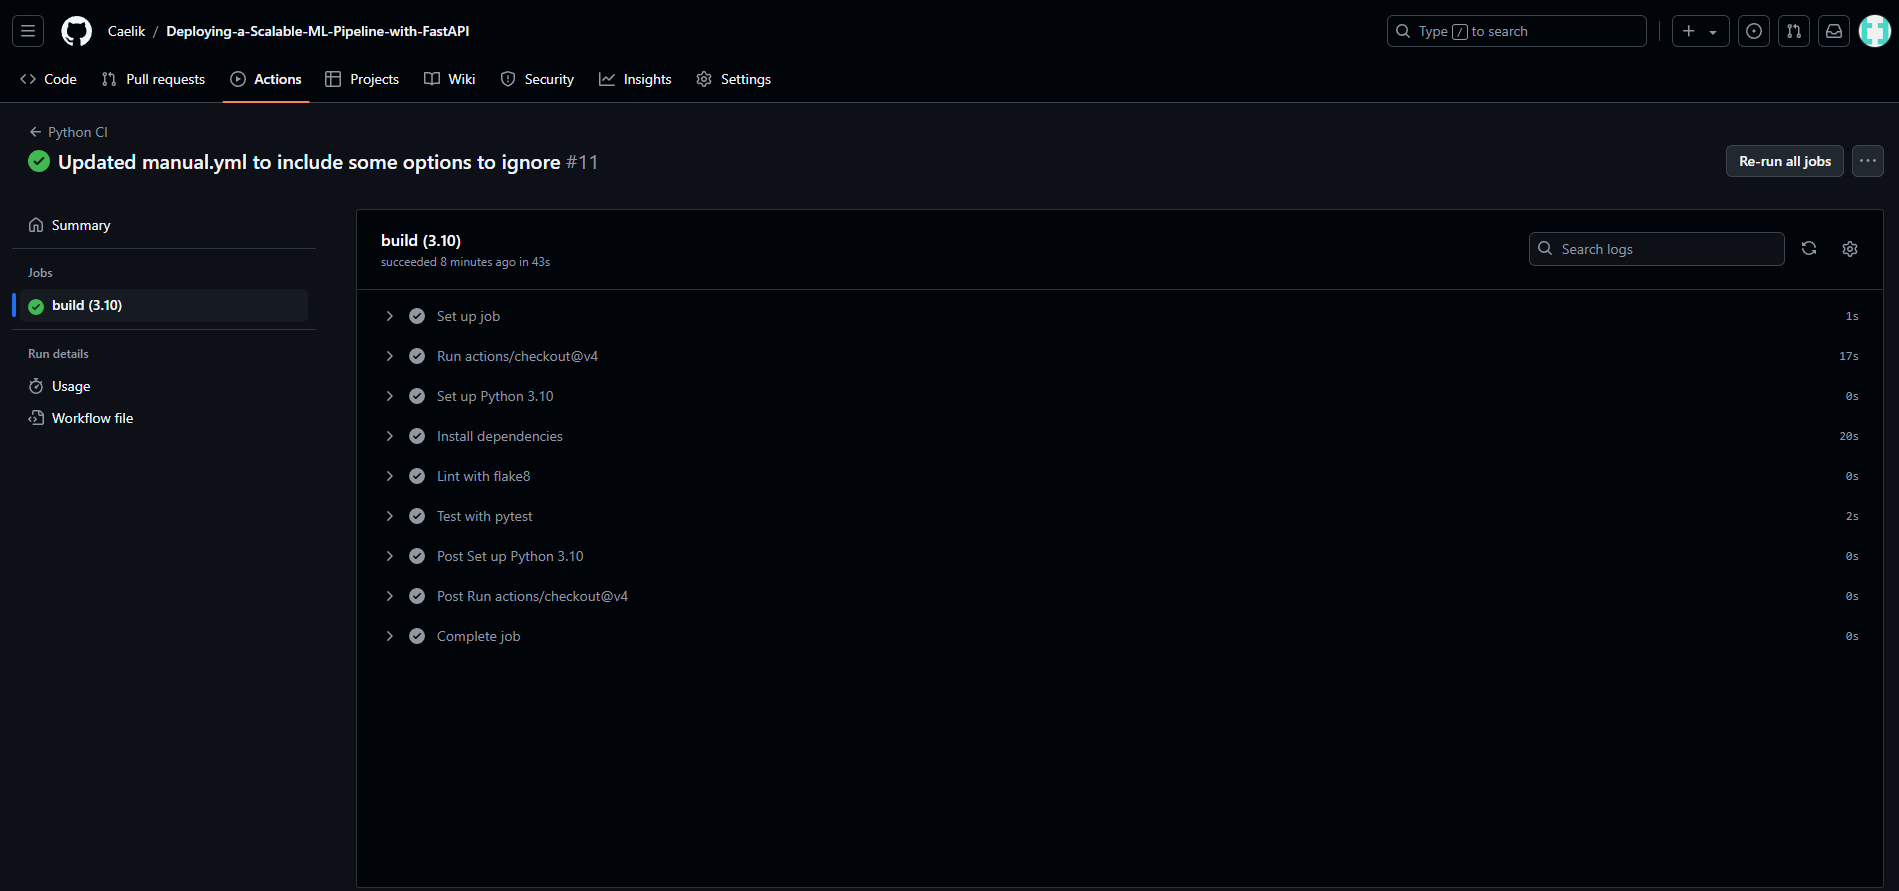 Caelik / Deploying-a-Scalable-ML-Pipeline-with-FastAPI
Type / to search
Code
Pull requests
Actions
Projects
Wiki
Security
Insights
Settings
Python CI
Updated manual.yml to include some options to ignore #11
Re-run all jobs
Summary
Jobs
build (3.10)
Run details
Usage
Workflow file
build (3.10)
succeeded 8 minutes ago in 43s
Search logs
Set up job 1s
Run actions/checkout@v4 17s
Set up Python 3.10 0s
Install dependencies 20s
Lint with flake8 0s
Test with pytest 2s
Post Set up Python 3.10 0s
Post Run actions/checkout@v4 0s
Complete job 0s